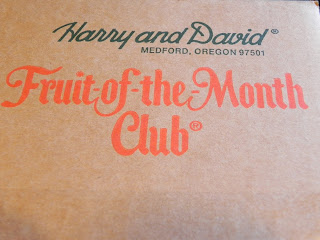 Harry and David®
MEDFORD, OREGON 97501
Fruit-of-the-Month
Club®